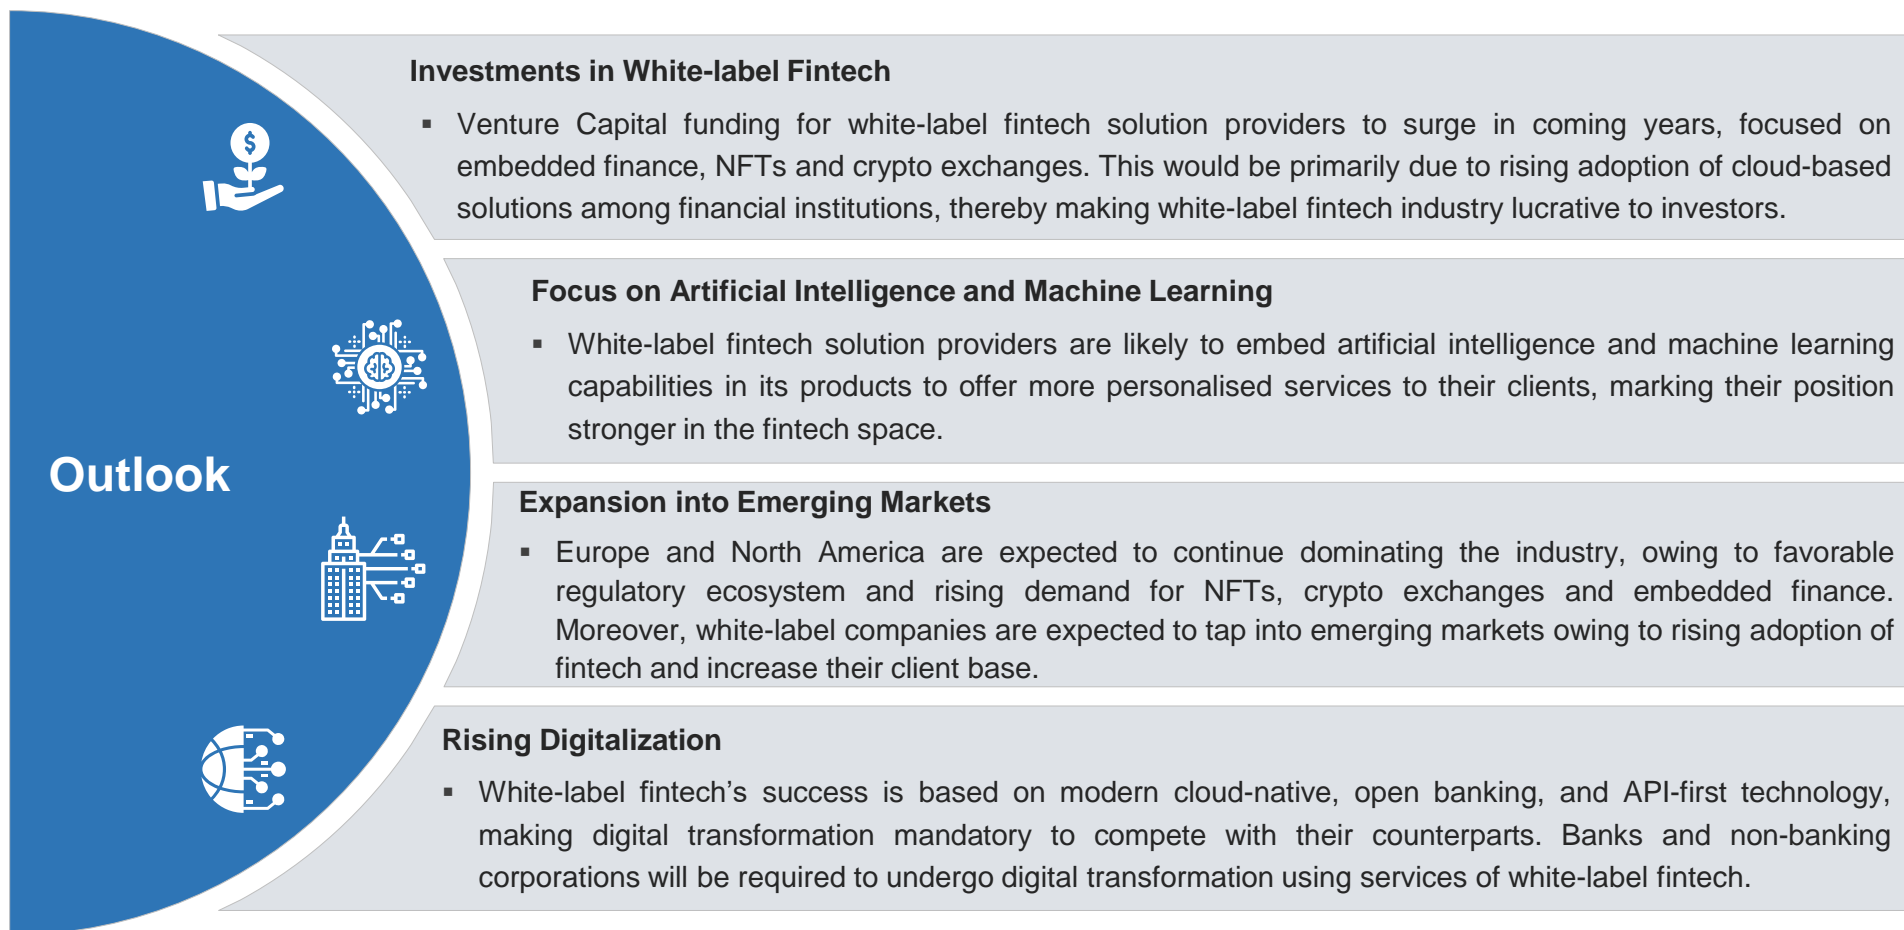 Outlook
Investments in White-label Fintech
▪ Venture Capital funding for white-label fintech solution providers to surge in coming years, focused on
embedded finance, NFTs and crypto exchanges. This would be primarily due to rising adoption of cloud-based
solutions among financial institutions, thereby making white-label fintech industry lucrative to investors.
Focus on Artificial Intelligence and Machine Learning
▪ White-label fintech solution providers are likely to embed artificial intelligence and machine learning
capabilities in its products to offer more personalised services to their clients, marking their position
stronger in the fintech space.
Expansion into Emerging Markets
▪ Europe and North America are expected to continue dominating the industry, owing to favorable
regulatory ecosystem and rising demand for NFTs, crypto exchanges and embedded finance.
Moreover, white-label companies are expected to tap into emerging markets owing to rising adoption of
fintech and increase their client base.
Rising Digitalization
▪ White-label fintech’s success is based on modern cloud-native, open banking, and API-first technology,
making digital transformation mandatory to compete with their counterparts. Banks and non-banking
corporations will be required to undergo digital transformation using services of white-label fintech.